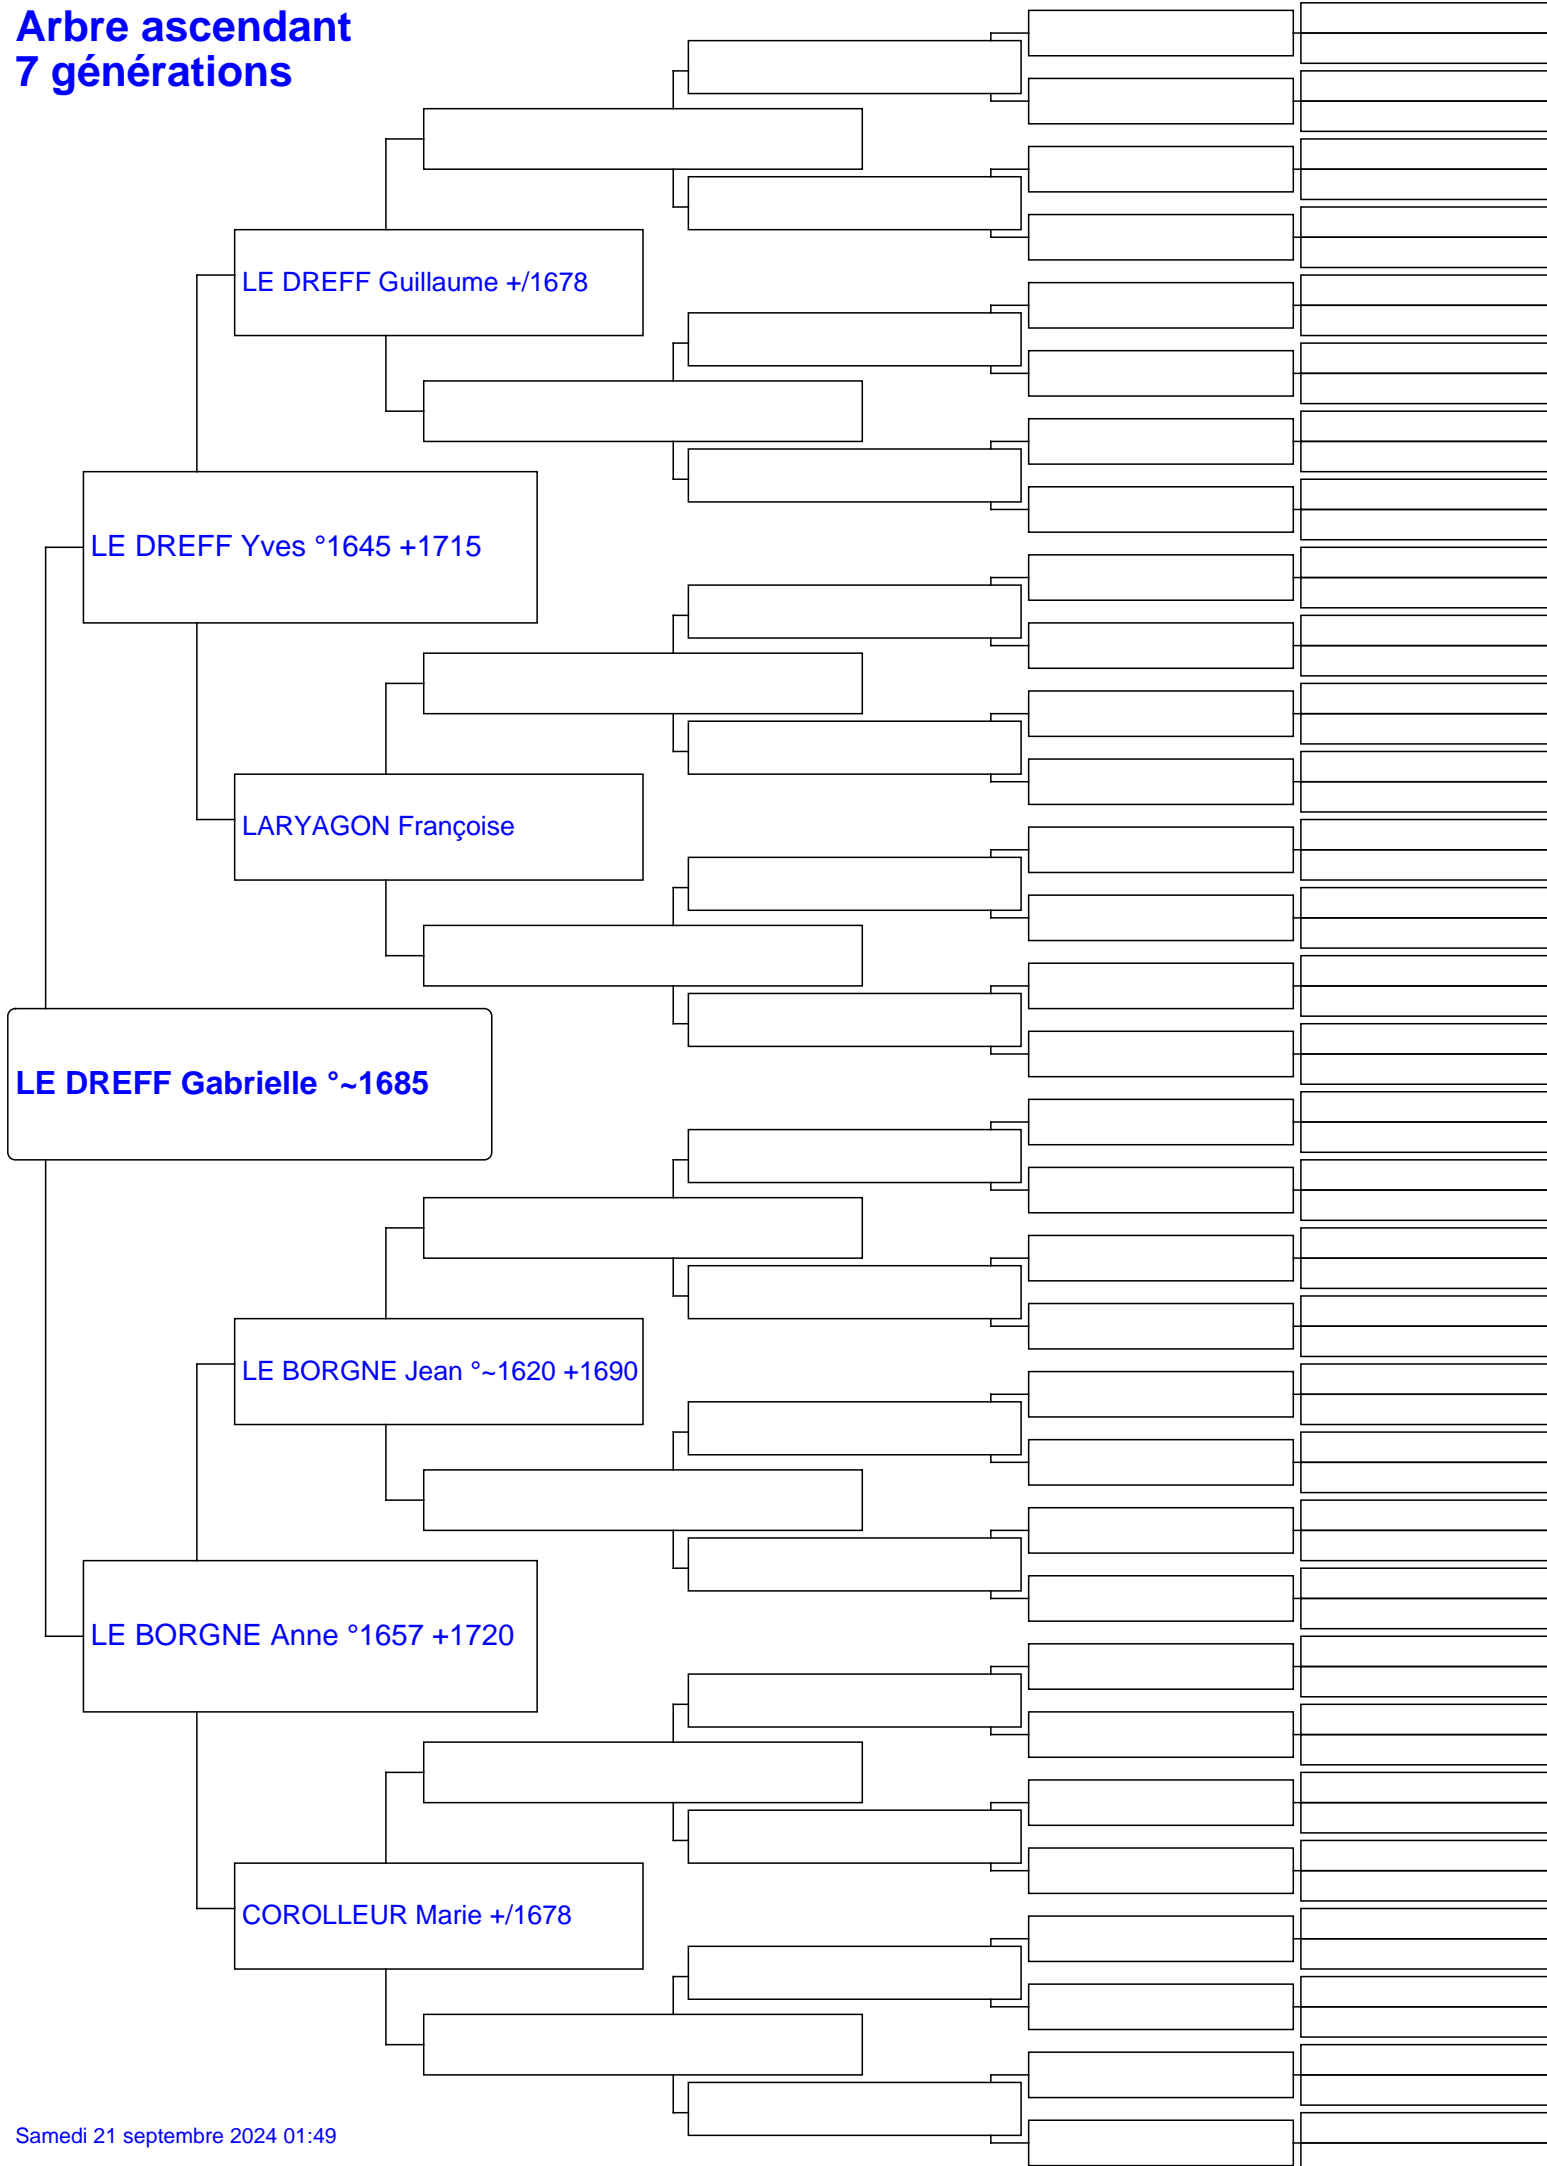 Arbre ascendant
7 générations
LE DREFF Guillaume +/1678
LE DREFF Yves °1645 +1715
LARYAGON Françoise
LE DREFF Gabrielle °~1685
LE BORGNE Jean °~1620 +1690
LE BORGNE Anne °1657 +1720
COROLLEUR Marie +/1678
Samedi 21 septembre 2024 01:49